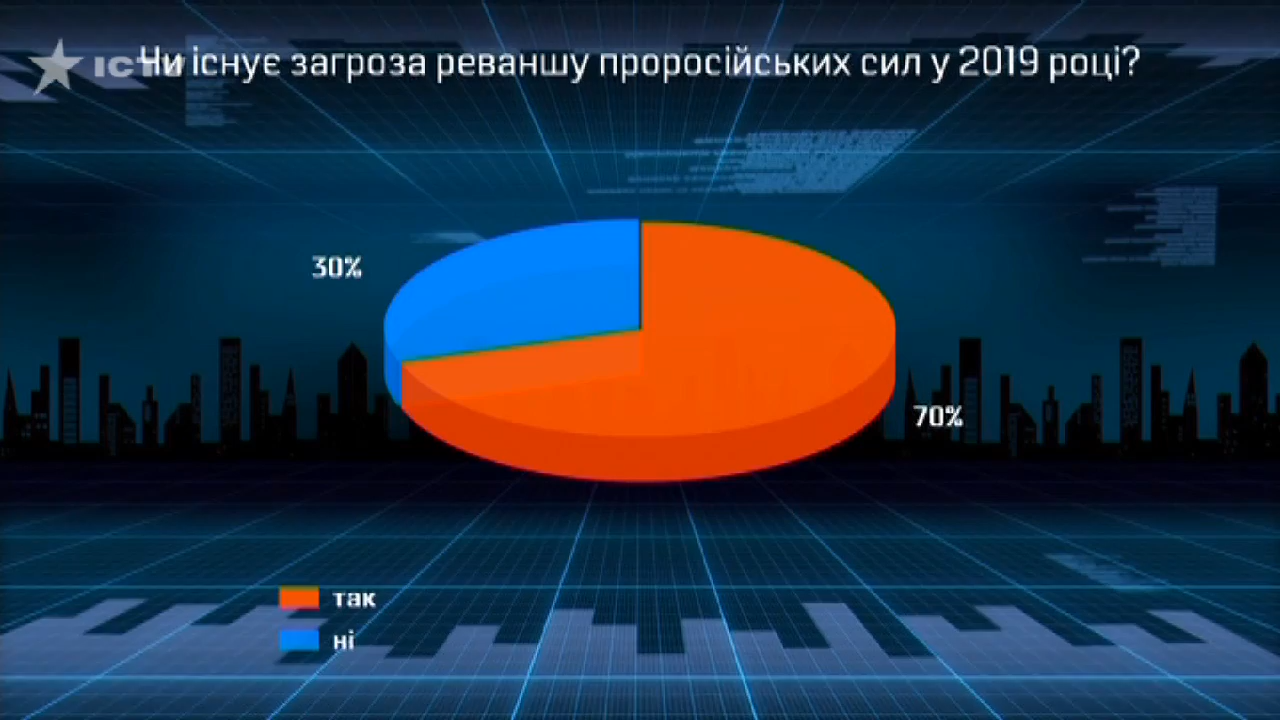 Чи існує загроза реваншу проросійських сил у 2019 році?
30%
70%
так
ні